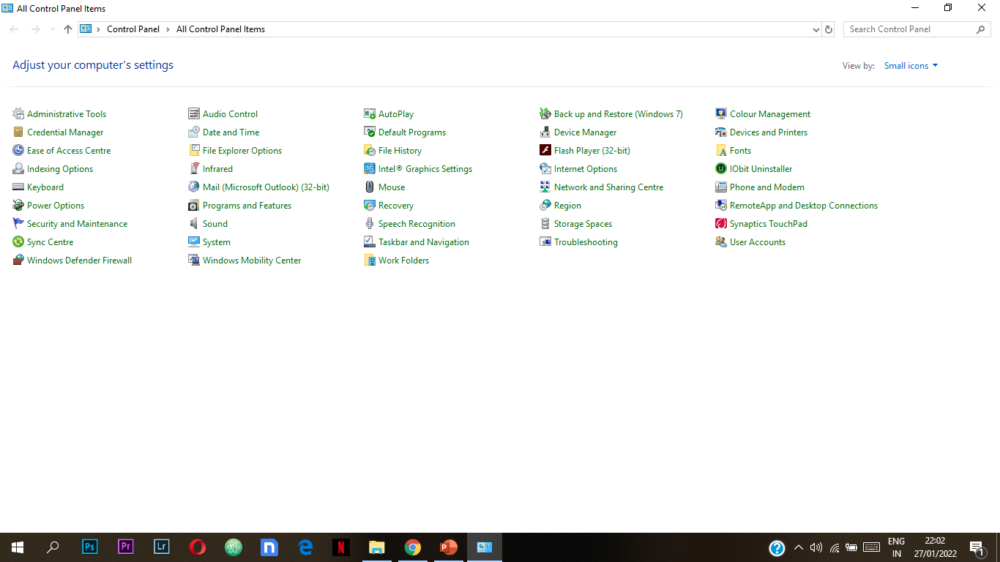 All Control Panel Items
Control Panel > All Control Panel Items
Search Control Panel
Adjust your computer's settings
View by: Small icons
Administrative Tools
Audio Control
AutoPlay
Back up and Restore (Windows 7)
Colour Management
Credential Manager
Date and Time
Default Programs
Device Manager
Devices and Printers
Ease of Access Centre
File Explorer Options
File History
Flash Player (32-bit)
Fonts
Indexing Options
Infrared
Intel® Graphics Settings
Internet Options
IObit Uninstaller
Keyboard
Mail (Microsoft Outlook) (32-bit)
Mouse
Network and Sharing Centre
Phone and Modem
Power Options
Programs and Features
Recovery
Region
RemoteApp and Desktop Connections
Security and Maintenance
Sound
Speech Recognition
Storage Spaces
Synaptics TouchPad
Sync Centre
System
Taskbar and Navigation
Troubleshooting
User Accounts
Windows Defender Firewall
Windows Mobility Center
Work Folders
Ps
Pr
Lr
n
N
P
ENG
IN
22:02
27/01/2022
1